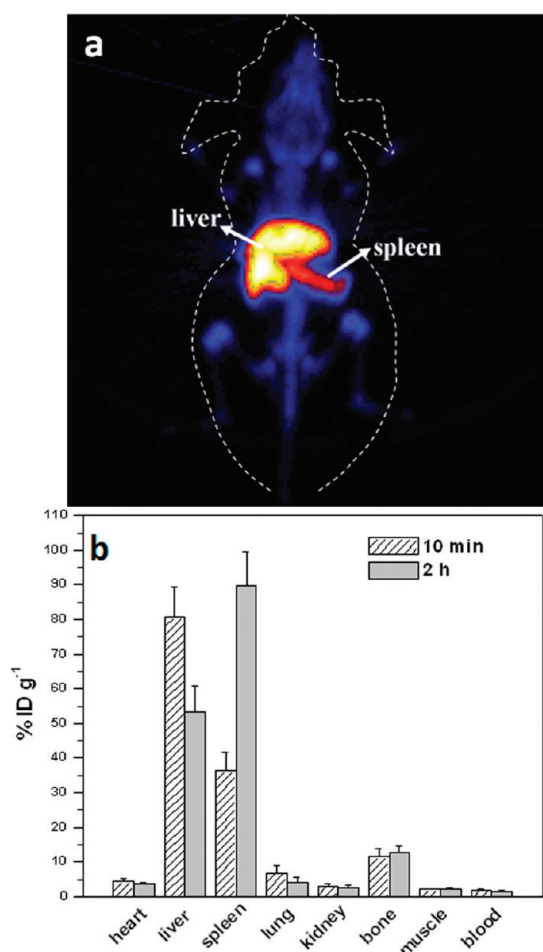 a
liver
spleen
b
110
100
90
80
70
60
50
40
30
20
10
0
% ID g⁻¹
10 min
2 h
heart
liver
spleen
lung
kidney
bone
muscle
blood